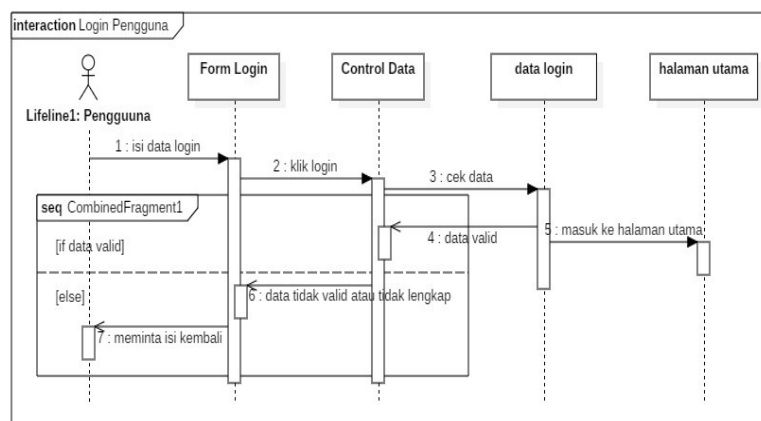 interaction Login Pengguna
Form Login
Control Data
data login
halaman utama
Lifeline1: Pengguuna
1 : isi data login
2 : klik login
3 : cek data
seq CombinedFragment1
4 : data valid
5 : masuk ke halaman utama
[if data valid]
[else]
6 : data tidak valid atau tidak lengkap
7 : meminta isi kembali